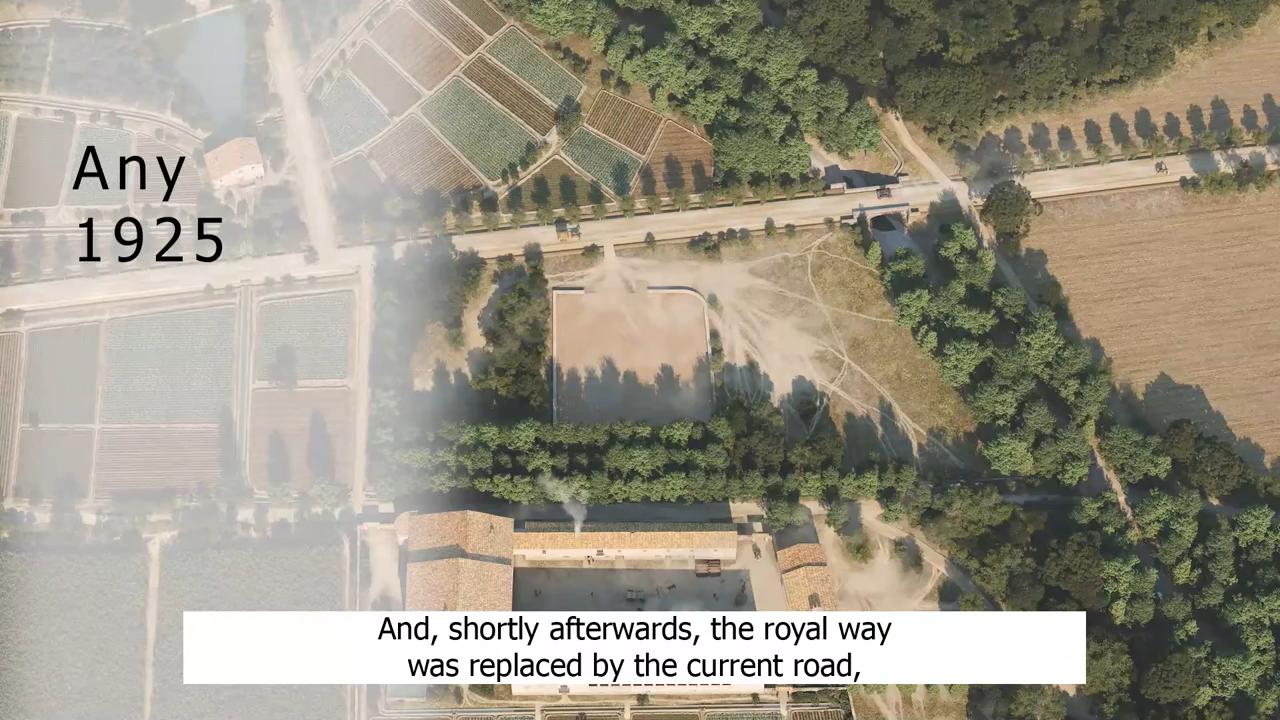 Any
1925
And, shortly afterwards, the royal way
was replaced by the current road,